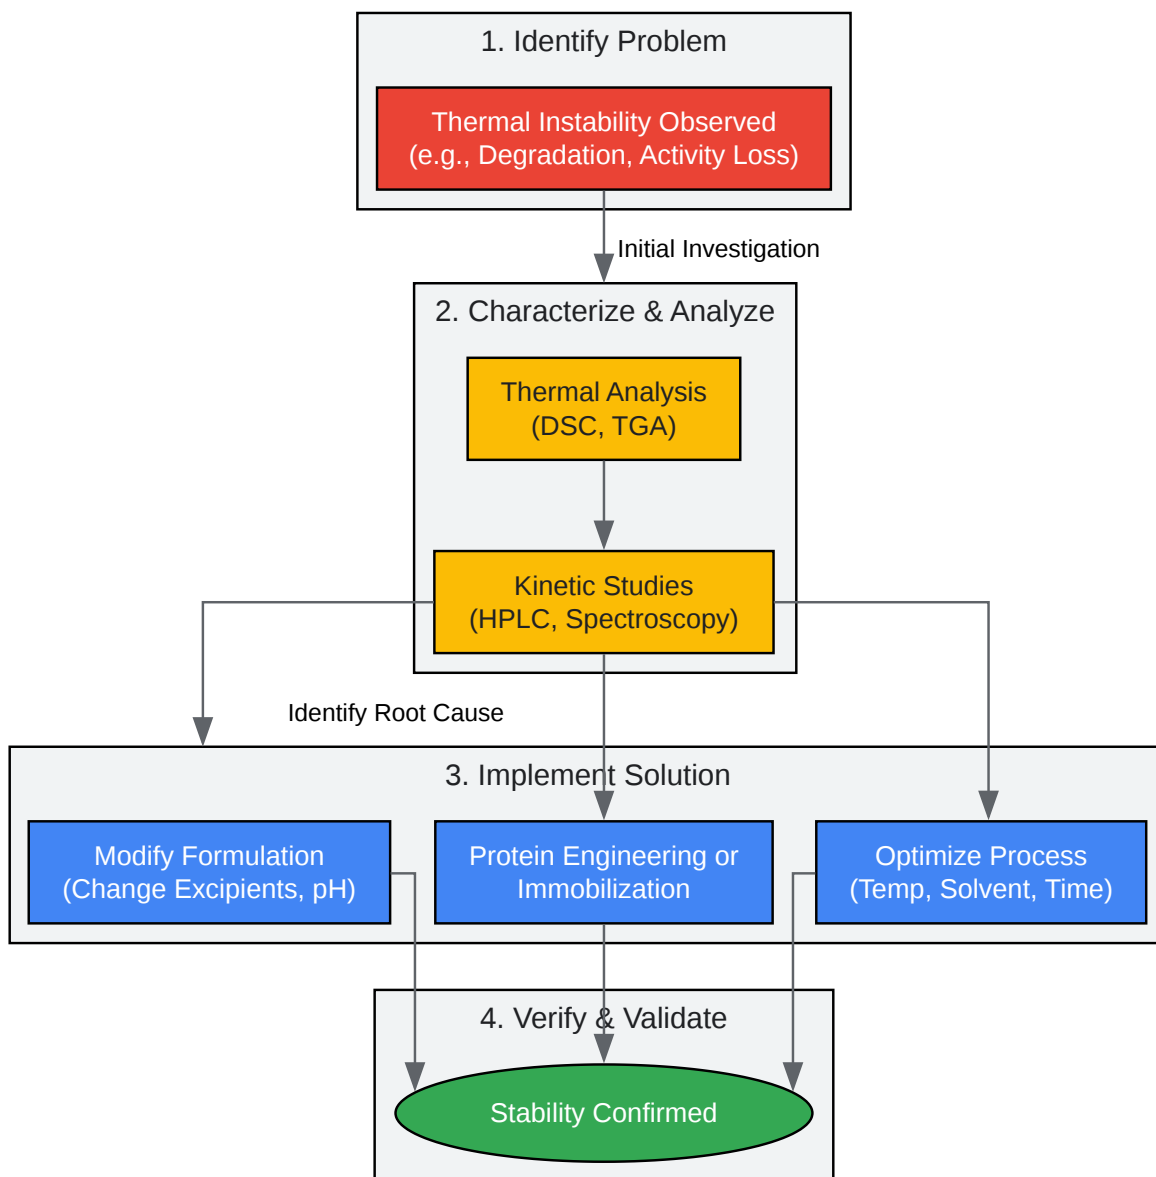 1. Identify Problem
Thermal Instability Observed
(e.g., Degradation, Activity Loss)
Initial Investigation
2. Characterize & Analyze
Thermal Analysis
(DSC, TGA)
Kinetic Studies
(HPLC, Spectroscopy)
Identify Root Cause
3. Implement Solution
Modify Formulation
(Change Excipients, pH)
Protein Engineering or
Immobilization
Optimize Process
(Temp, Solvent, Time)
4. Verify & Validate
Stability Confirmed